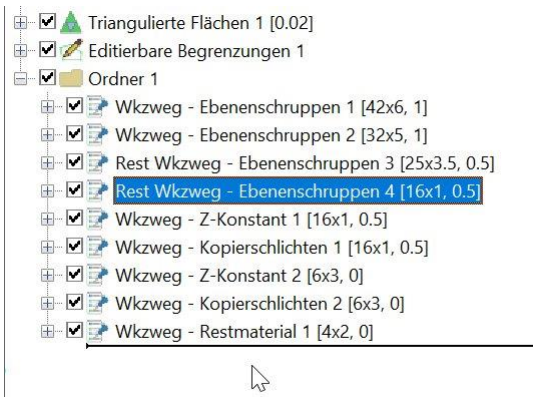 Triangulierte Flächen 1 [0.02]
Editierbare Begrenzungen 1
Ordner 1
Wkzweg - Ebenenschruppen 1 [42x6, 1]
Wkzweg - Ebenenschruppen 2 [32x5, 1]
Rest Wkzweg - Ebenenschruppen 3 [25x3.5, 0.5]
Rest Wkzweg - Ebenenschruppen 4 [16x1, 0.5]
Wkzweg - Z-Konstant 1 [16x1, 0.5]
Wkzweg - Kopierschlichten 1 [16x1, 0.5]
Wkzweg - Z-Konstant 2 [6x3, 0]
Wkzweg - Kopierschlichten 2 [6x3, 0]
Wkzweg - Restmaterial 1 [4x2, 0]